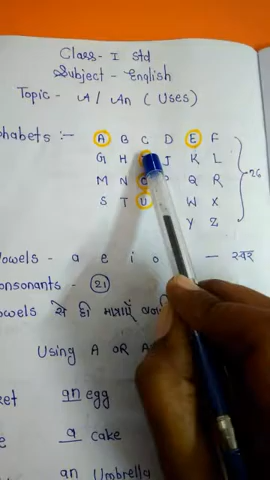 Class- I Std
Subject - English
Topic - A / An ( Uses )
phabets :-
A B C D E F
G H J K L
M N Q R
S T U W X
Y Z
26
owels - a e i o - स्वर
onsonants - 21
owels से ही मात्राएँ
Using A OR A
ket an egg
e a cake
an Umbrella